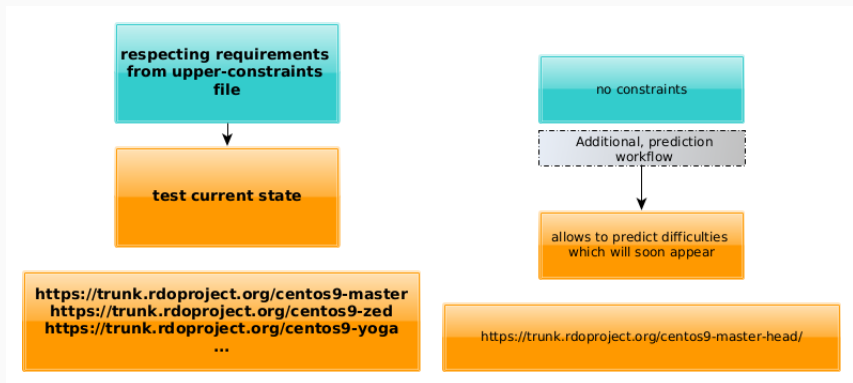 respecting requirements
from upper-constraints
file
test current state
https://trunk.rdoproject.org/centos9-master
https://trunk.rdoproject.org/centos9-zed
https://trunk.rdoproject.org/centos9-yoga
...
no constraints
Additional, prediction
workflow
allows to predict difficulties
which will soon appear
https://trunk.rdoproject.org/centos9-master-head/